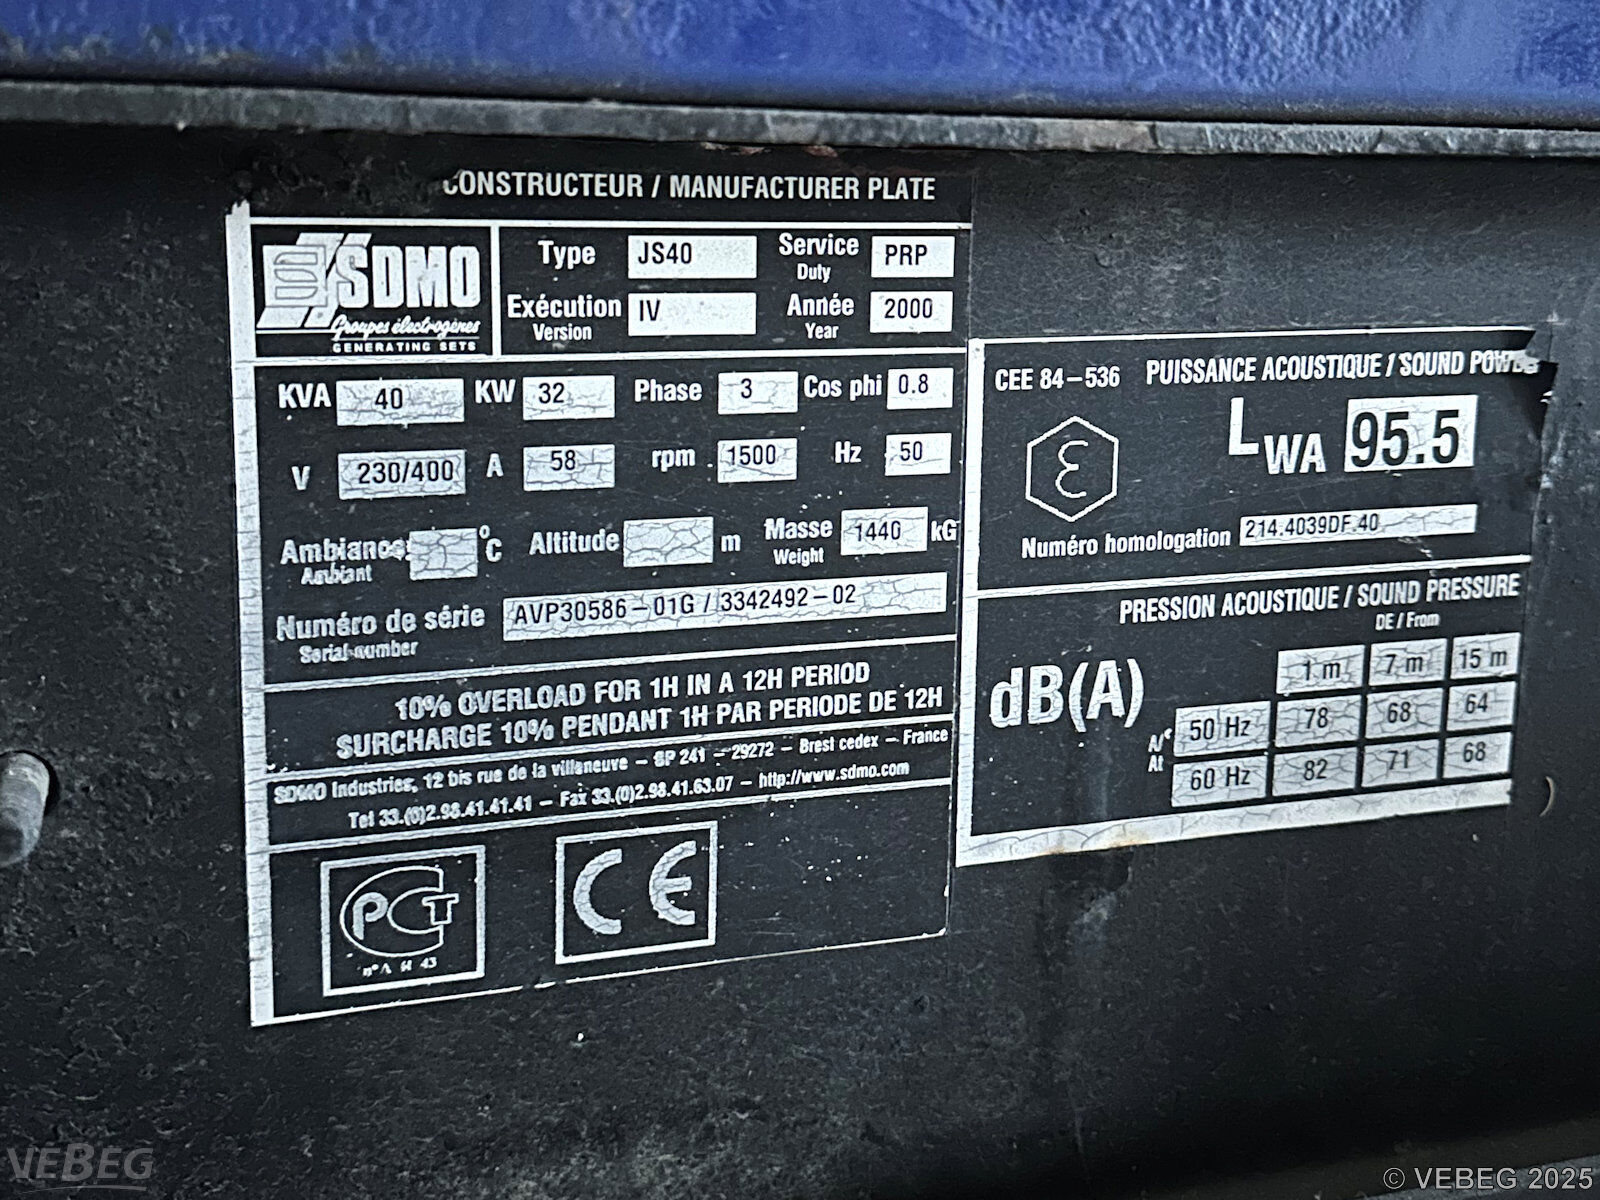 CONSTRUCTEUR / MANUFACTURER PLATE
SDMO
Groupes électrogènes
GENERATING SETS
Type JS40 Service PRP
Duty
Exécution IV Année 2000
Version Year
KVA 40 KW 32 Phase 3 Cos phi 0.8
V 230/400 A 58 rpm 1500 Hz 50
Ambiance °C Altitude m Masse 1440 kG
Ambiant Weight
Numéro de série AVP30586-01G / 3342492-02
Serial number
10% OVERLOAD FOR 1H IN A 12H PERIOD
SURCHARGE 10% PENDANT 1H PAR PERIODE DE 12H
SDMO Industries, 12 bis rue de la villeneuve - BP 241 - 29272 - Brest cedex - France
Tel 33.(0)2.98.41.41.41 - Fax 33.(0)2.98.41.63.07 - http://www.sdmo.com
PCT
n° A 43
CE
CEE 84-536 PUISSANCE ACOUSTIQUE / SOUND POWER
ε LWA 95.5
Numéro homologation 214.4039DF.40
PRESSION ACOUSTIQUE / SOUND PRESSURE
DE / From
dB(A) 1 m 7 m 15 m
A/
At
50 Hz 78 68 64
60 Hz 82 71 68
VEBEG
© VEBEG 2025